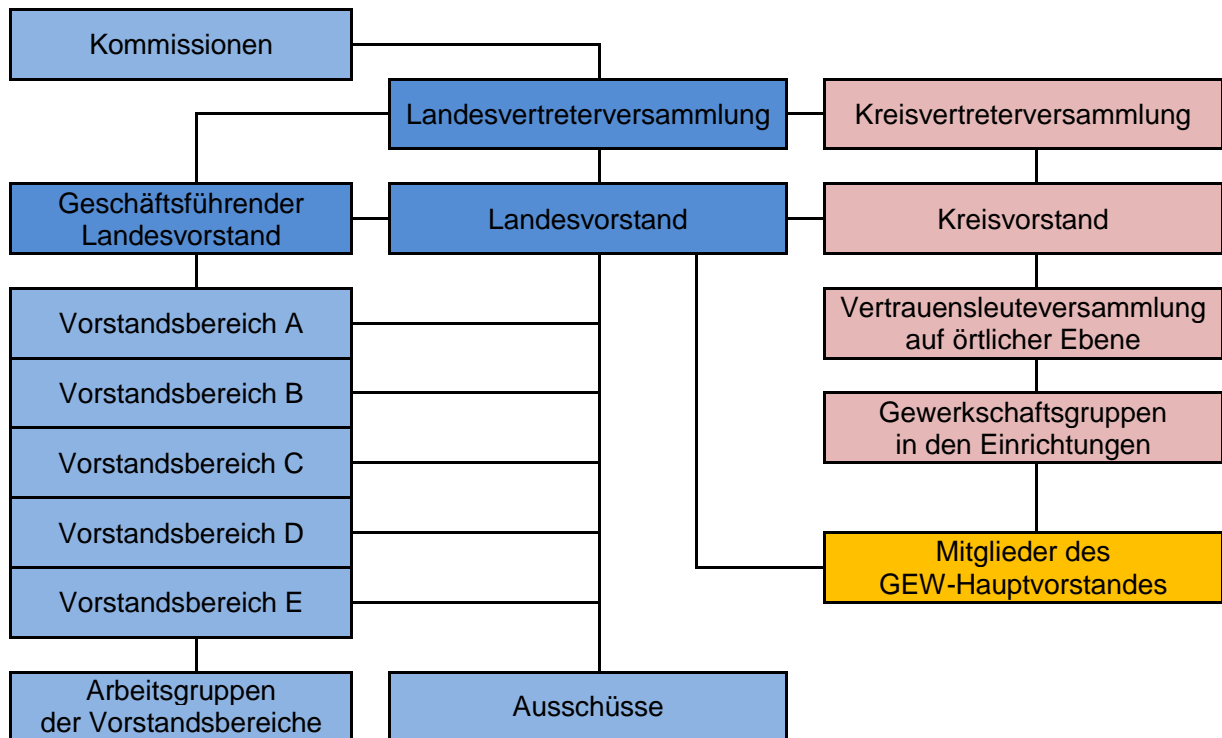 Kommissionen
Landesvertreterversammlung
Kreisvertreterversammlung
Geschäftsführender
Landesvorstand
Landesvorstand
Kreisvorstand
Vorstandsbereich A
Vertrauensleuteversammlung
auf örtlicher Ebene
Vorstandsbereich B
Gewerkschaftsgruppen
in den Einrichtungen
Vorstandsbereich C
Vorstandsbereich D
Mitglieder des
GEW-Hauptvorstandes
Vorstandsbereich E
Arbeitsgruppen
der Vorstandsbereiche
Ausschüsse